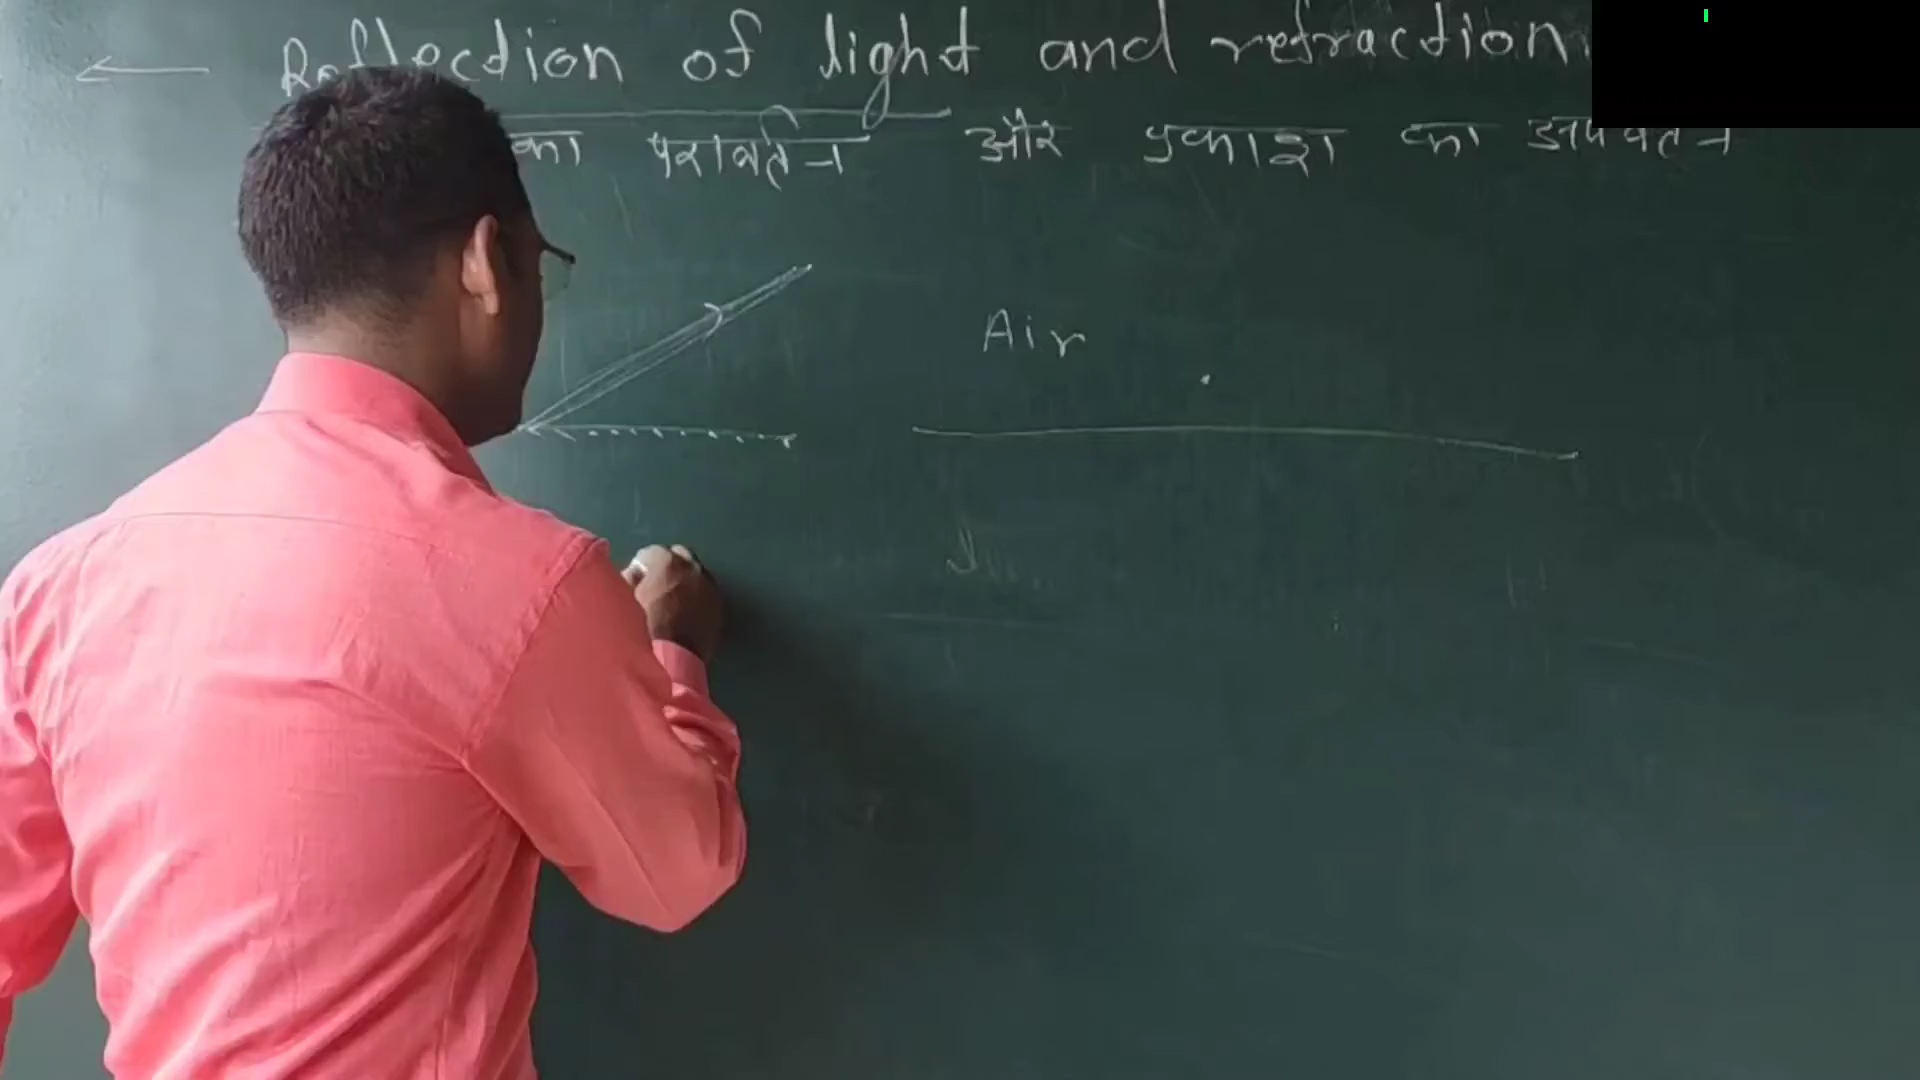 Reflection of light and refraction
का परावर्तन और प्रकाश का अपवर्तन
Air